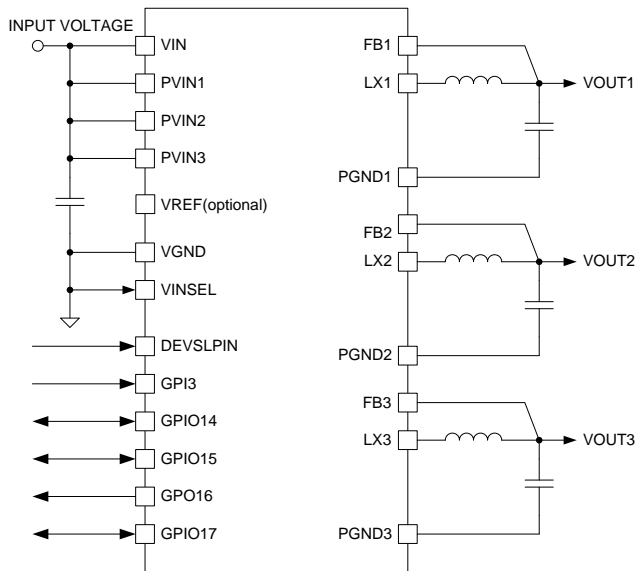 INPUT VOLTAGE
VIN
PVIN1
PVIN2
PVIN3
VREF(optional)
VGND
VINSEL
DEVSLPIN
GPI3
GPIO14
GPIO15
GPO16
GPIO17
FB1
LX1
VOUT1
PGND1
FB2
LX2
VOUT2
PGND2
FB3
LX3
VOUT3
PGND3